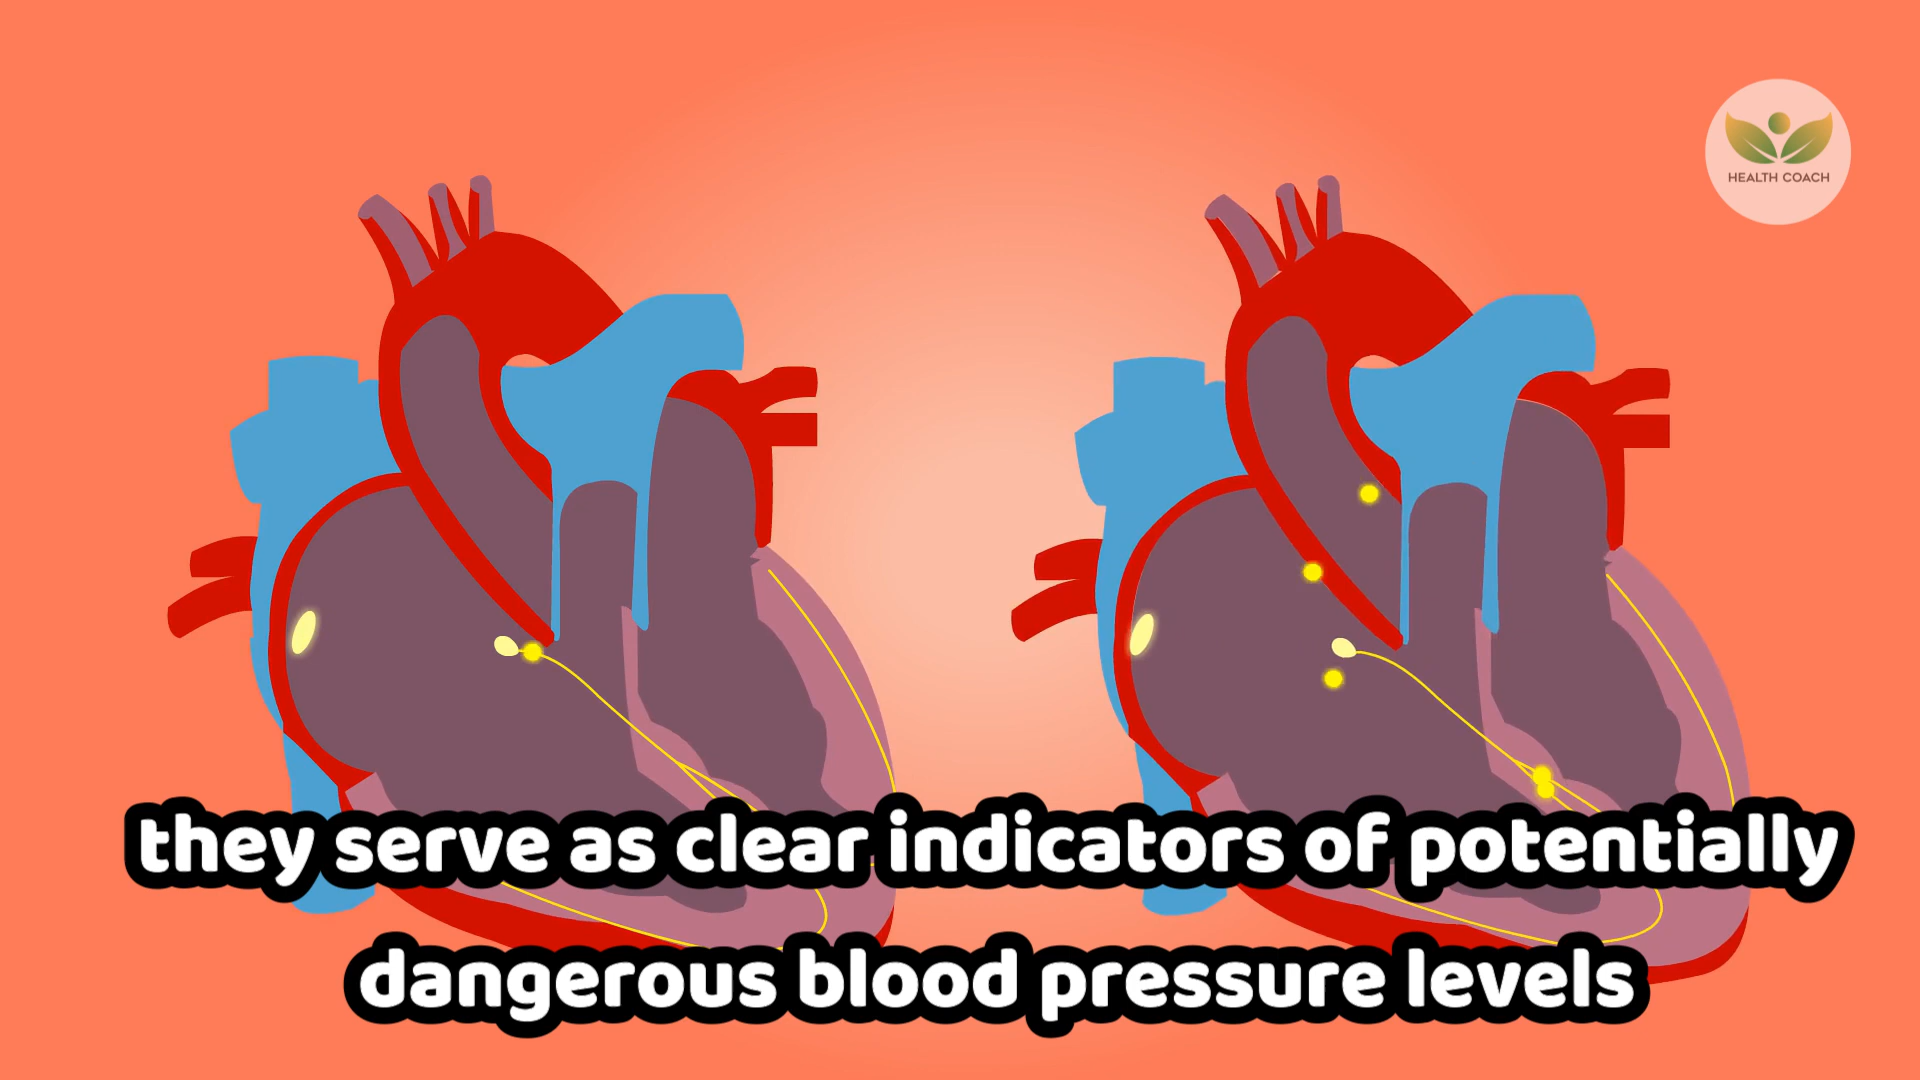 HEALTH COACH
they serve as clear indicators of potentially
dangerous blood pressure levels